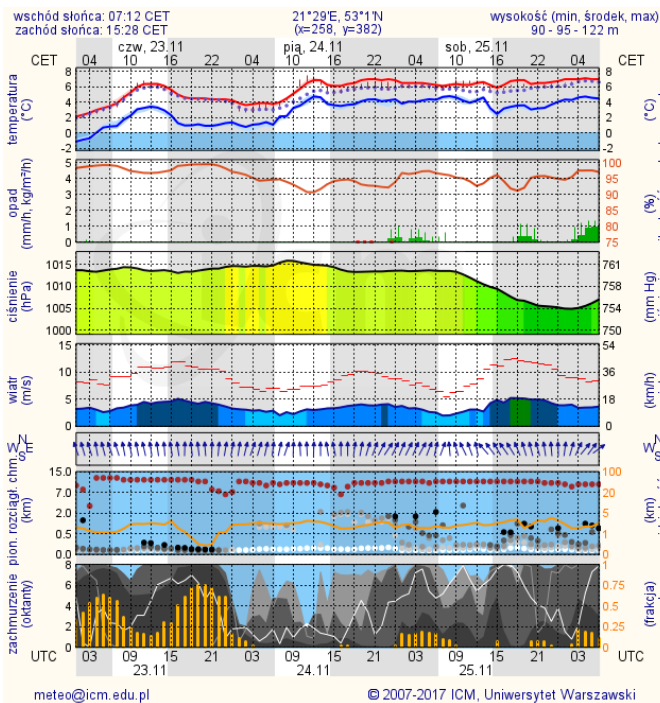 wschód słońca: 07:12 CET 21°29'E, 53°1'N wysokość (min, środek, max)
zachód słońca: 15:28 CET (x=258, y=382) 90 - 95 - 122 m
czw, 23.11 pią, 24.11 sob, 25.11
CET 04 10 16 22 04 10 16 22 04 10 16 22 04 CET
temperatura (°C) 8 6 4 2 0 -2 8 6 4 2 0 -2 (°C)
opad (mm/h, kg/m²/h) 5 4 3 2 1 0 100 95 90 85 80 75 (%)
ciśnienie (hPa) 1015 1010 1005 1000 761 758 754 750 (mm Hg)
wiatr (m/s) 15 10 5 0 54 36 18 0 (km/h)
N W E S N W E S
pion. rozciągł. chm. (km) 15.0 7.0 2.0 0.5 0.0 100 20 5 2 0 (km)
zachmurzenie (oktanty) 8 6 4 2 0 1 0.75 0.5 0.25 0 (frakcja)
UTC 03 09 15 21 03 09 15 21 03 09 15 21 03 UTC
23.11 24.11 25.11
meteo@icm.edu.pl © 2007-2017 ICM, Uniwersytet Warszawski